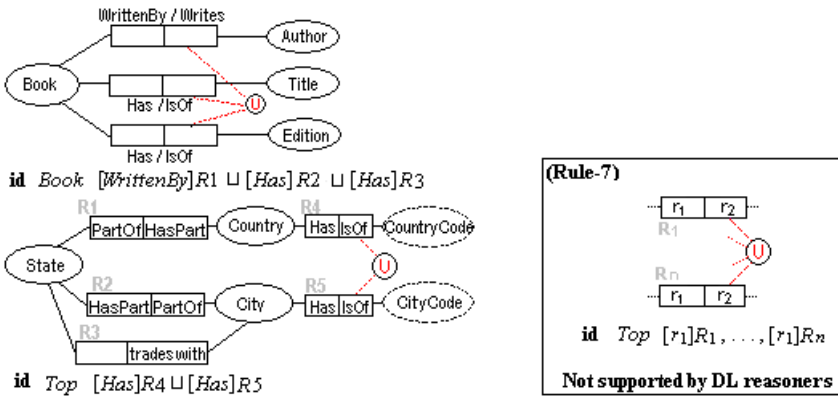 WrittenBy / Writes
Author
Book
Title
Has / IsOf
U
Edition
Has / IsOf
id Book [WrittenBy]R1 ⊔ [Has]R2 ⊔ [Has]R3
R1
R4
PartOf HasPart
Country
Has IsOf
CountryCode
State
U
R2
R5
HasPart PartOf
City
Has IsOf
CityCode
R3
trades with
id Top [Has]R4 ⊔ [Has]R5
(Rule-7)
r1 r2
R1
U
Rn
r1 r2
id Top [r1]R1,...,[r1]Rn
Not supported by DL reasoners